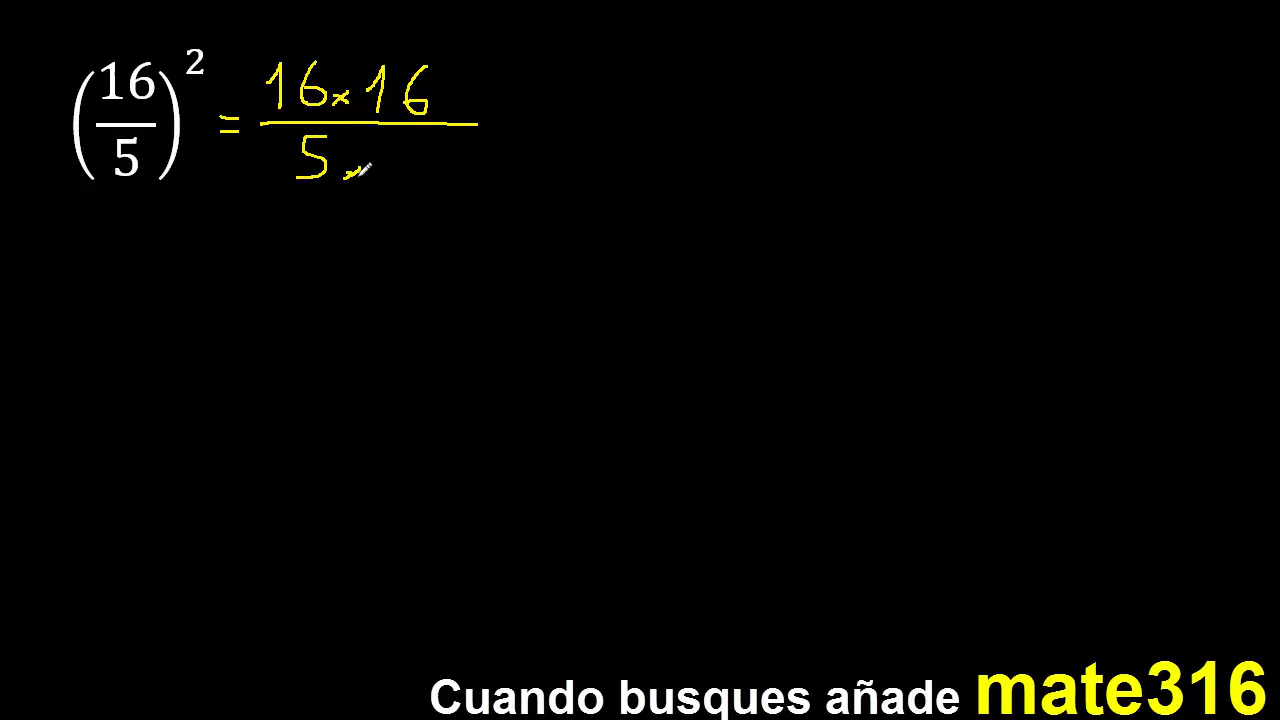 (16/5)² = 16×16 / 5×
Cuando busques añade mate316